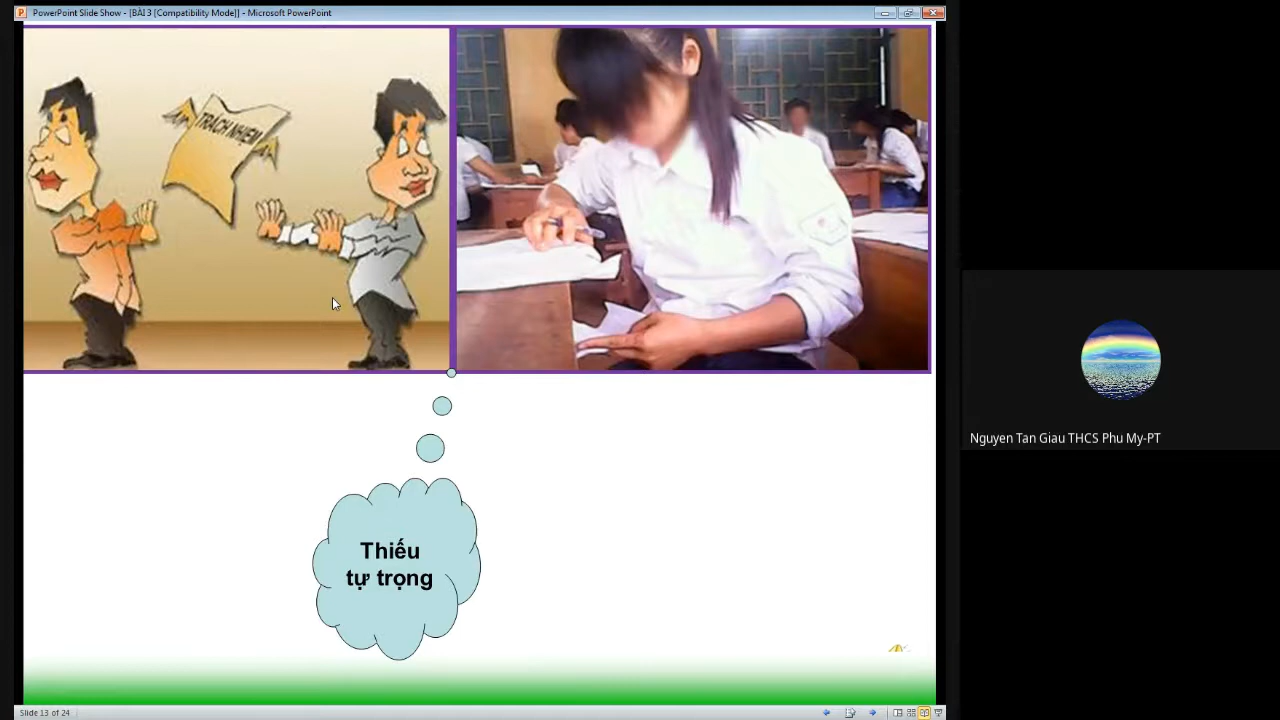 PowerPoint Slide Show - [BÀI 3 [Compatibility Mode]] - Microsoft PowerPoint
TRÁCH NHIỆM
Nguyen Tan Giau THCS Phu My-PT
Thiếu
tự trọng
Slide 13 of 24